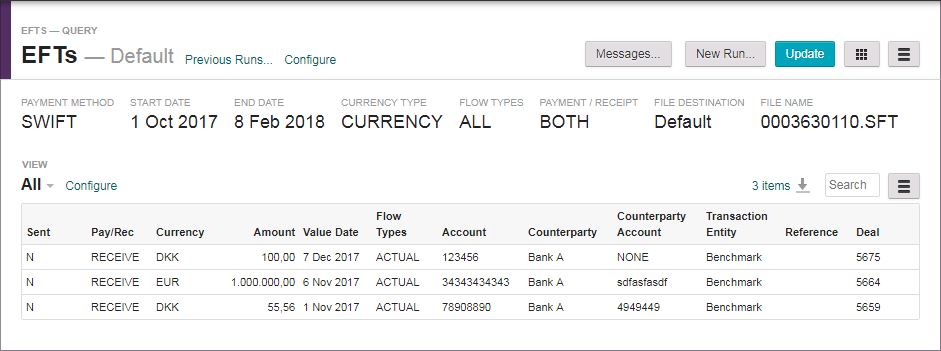 EFTS — QUERY
EFTs — Default Previous Runs... Configure Messages... New Run... Update
PAYMENT METHOD START DATE END DATE CURRENCY TYPE FLOW TYPES PAYMENT / RECEIPT FILE DESTINATION FILE NAME
SWIFT 1 Oct 2017 8 Feb 2018 CURRENCY ALL BOTH Default 0003630110.SFT
VIEW
All Configure 3 items Search
Flow Counterparty Transaction
Sent Pay/Rec Currency Amount Value Date Types Account Counterparty Account Entity Reference Deal
N RECEIVE DKK 100,00 7 Dec 2017 ACTUAL 123456 Bank A NONE Benchmark 5675
N RECEIVE EUR 1.000.000,00 6 Nov 2017 ACTUAL 34343434343 Bank A sdfasfasdf Benchmark 5664
N RECEIVE DKK 55,56 1 Nov 2017 ACTUAL 78908890 Bank A 4949449 Benchmark 5659